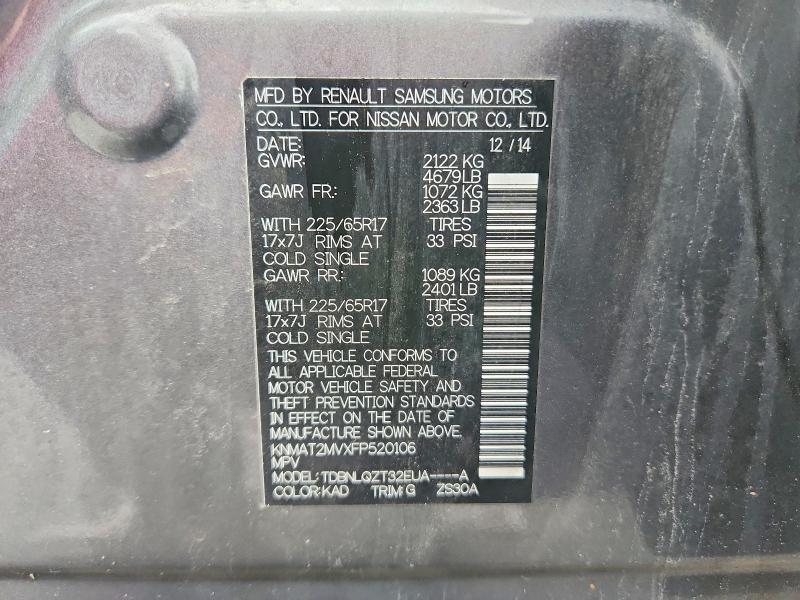 MFD BY RENAULT SAMSUNG MOTORS
CO., LTD. FOR NISSAN MOTOR CO., LTD.
DATE: 12 / 14
GVWR: 2122 KG
4679 LB
GAWR FR.: 1072 KG
2363 LB
WITH 225/65R17 TIRES
17x7J RIMS AT 33 PSI
COLD SINGLE
GAWR RR.: 1089 KG
2401 LB
WITH 225/65R17 TIRES
17x7J RIMS AT 33 PSI
COLD SINGLE
THIS VEHICLE CONFORMS TO
ALL APPLICABLE FEDERAL
MOTOR VEHICLE SAFETY AND
THEFT PREVENTION STANDARDS
IN EFFECT ON THE DATE OF
MANUFACTURE SHOWN ABOVE.
KNMAT2MVXFP520106
MPV
MODEL: TDBNLGZT32EUA----A
COLOR: KAD TRIM: G ZS30A